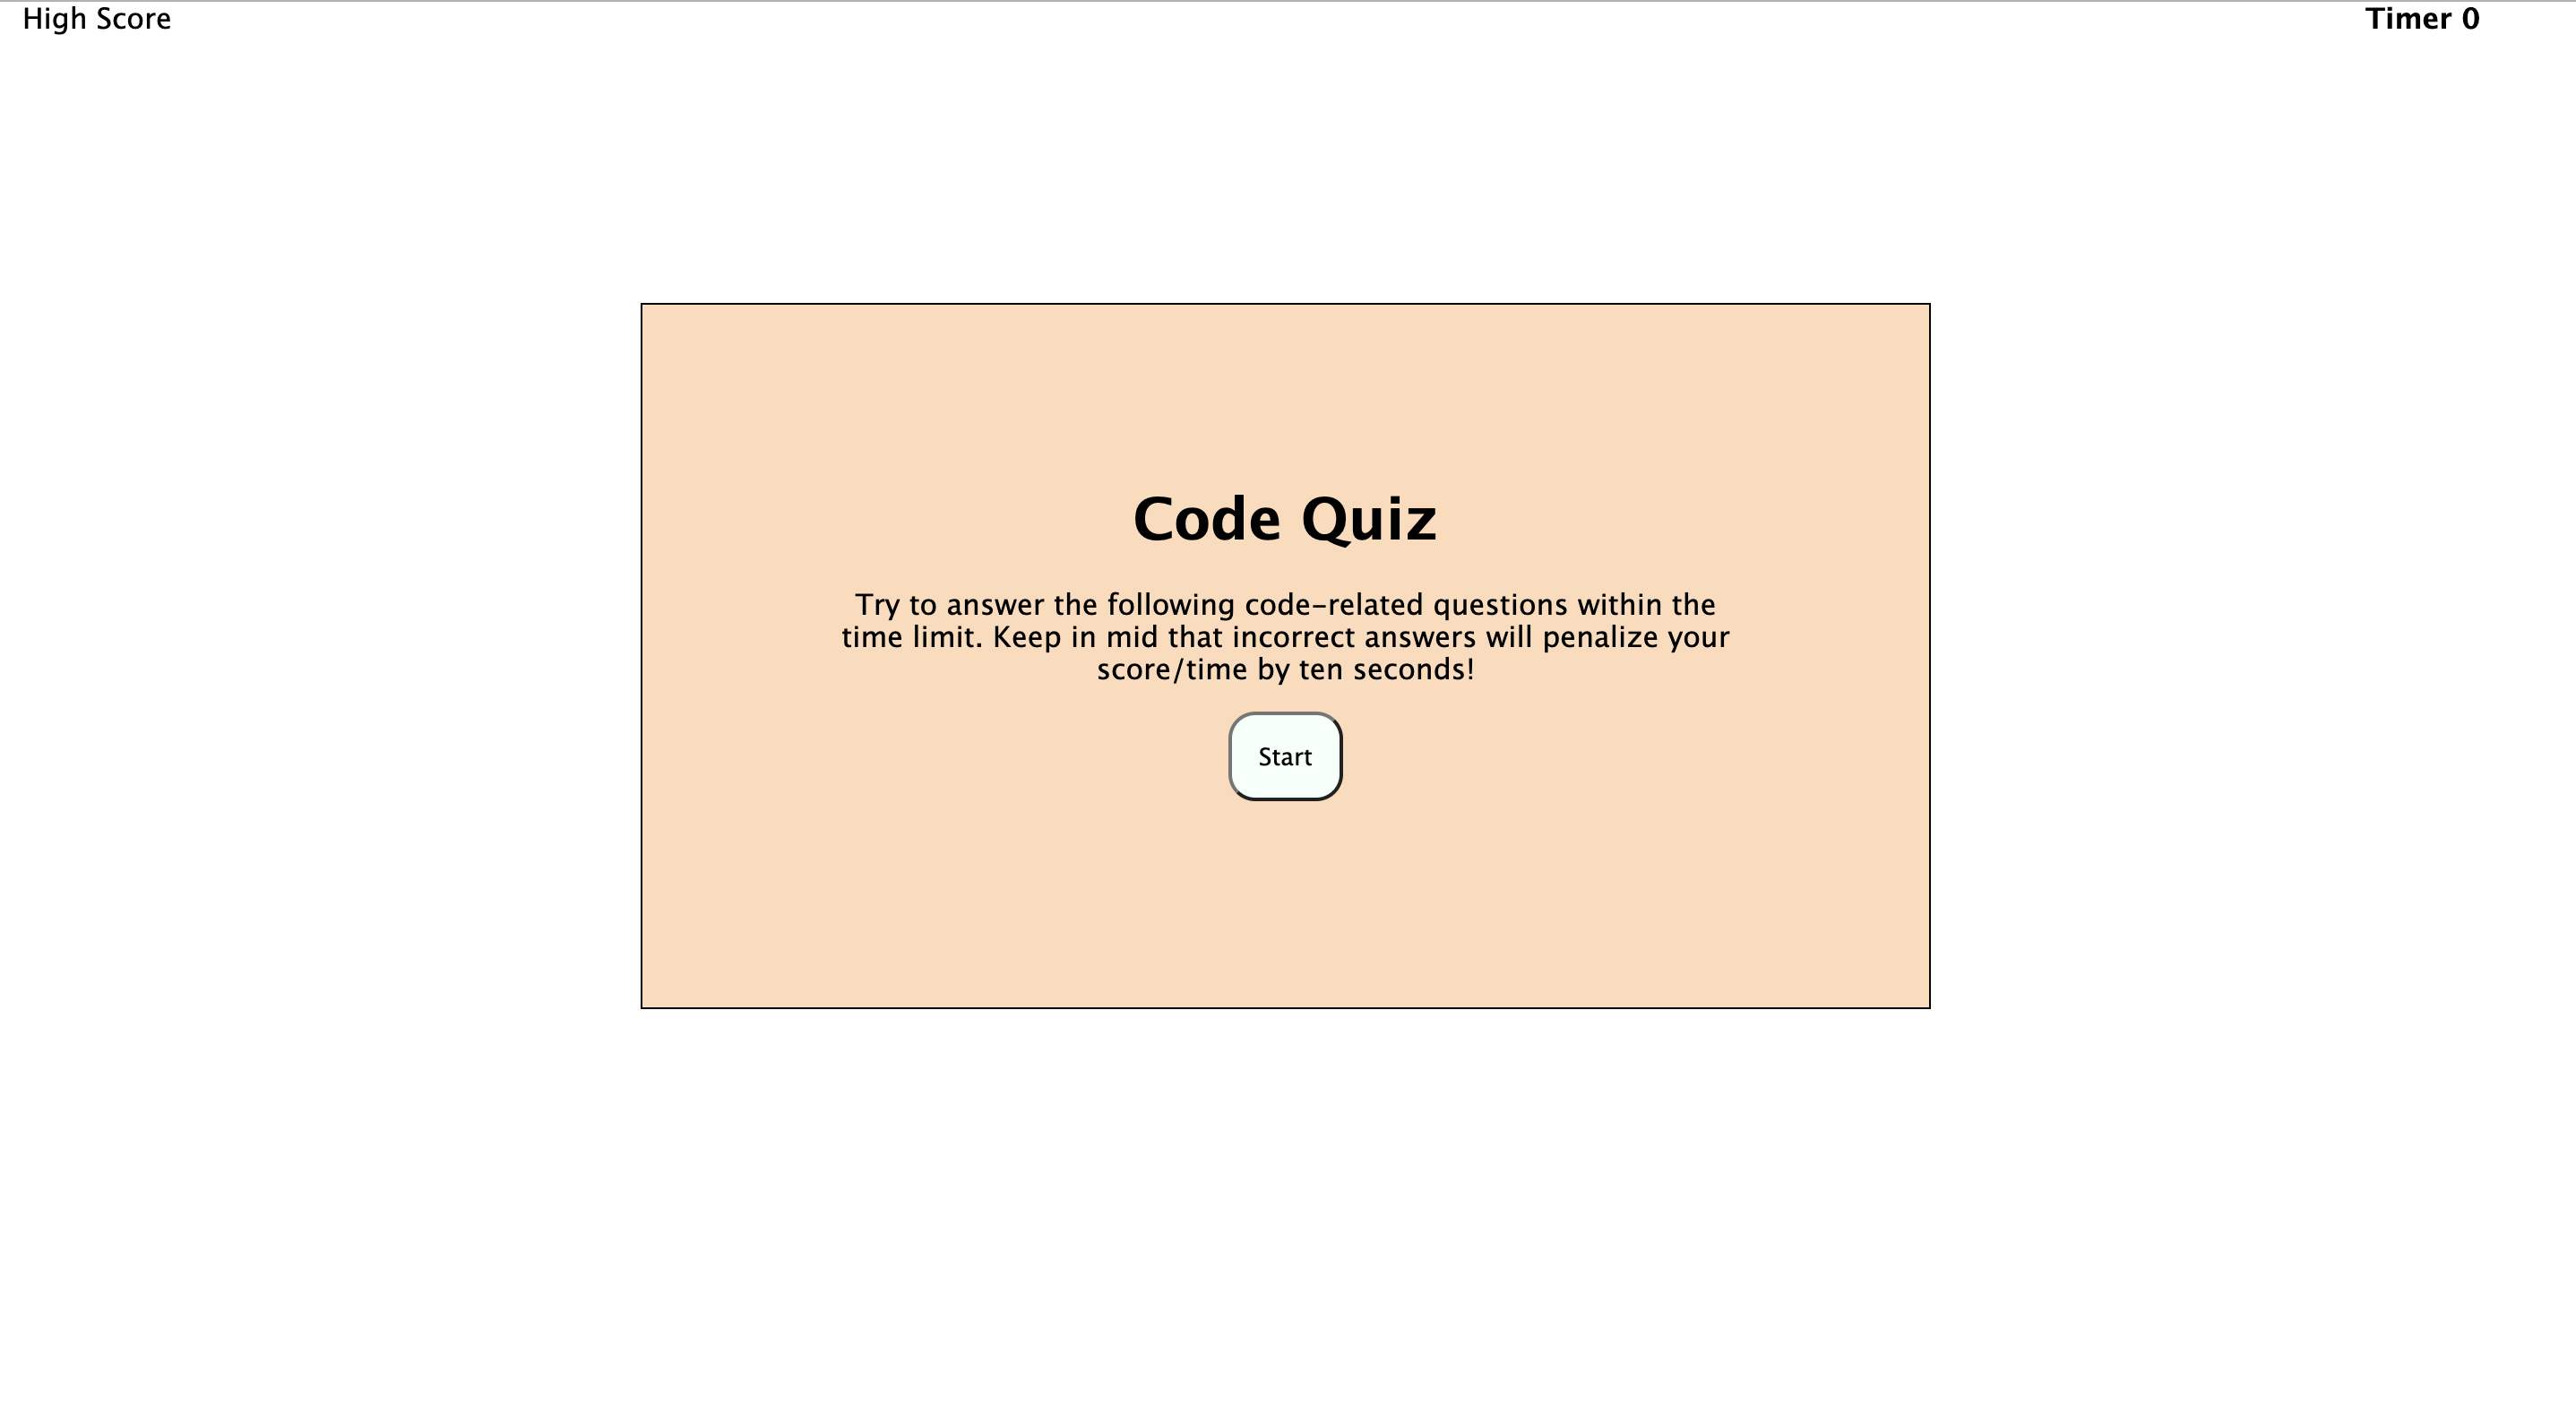 High Score
Timer 0
Code Quiz
Try to answer the following code-related questions within the
time limit. Keep in mid that incorrect answers will penalize your
score/time by ten seconds!
Start